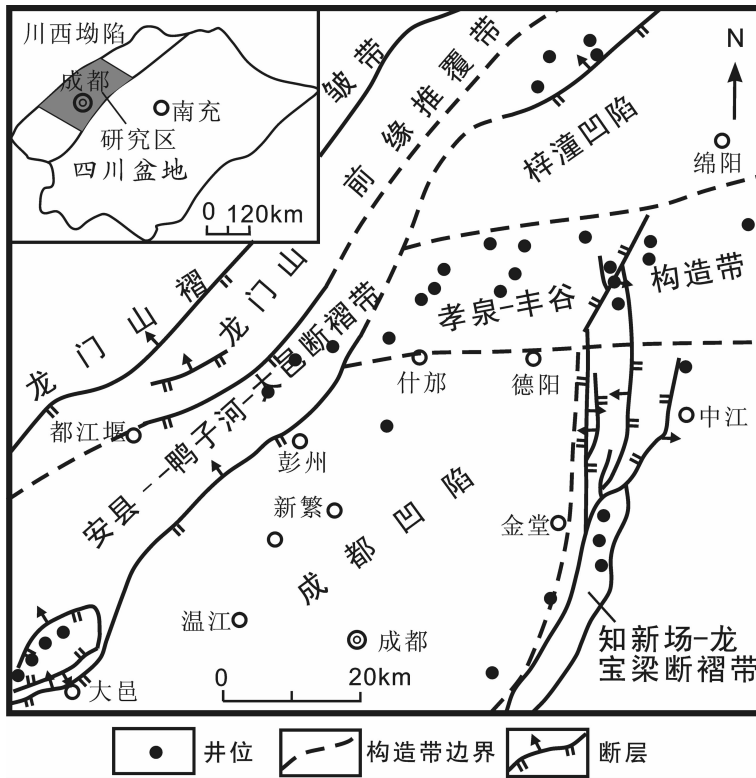 川西坳陷
成都
南充
研究区
四川盆地
0 120km
N
龙门山褶皱带
龙门山前缘推覆带
安县--鸭子河-大邑断褶带
梓潼凹陷
绵阳
孝泉-丰谷构造带
什邡
德阳
中江
都江堰
彭州
新繁
金堂
成都凹陷
温江
成都
大邑
知新场-龙
宝梁断褶带
0 20km
井位
构造带边界
断层